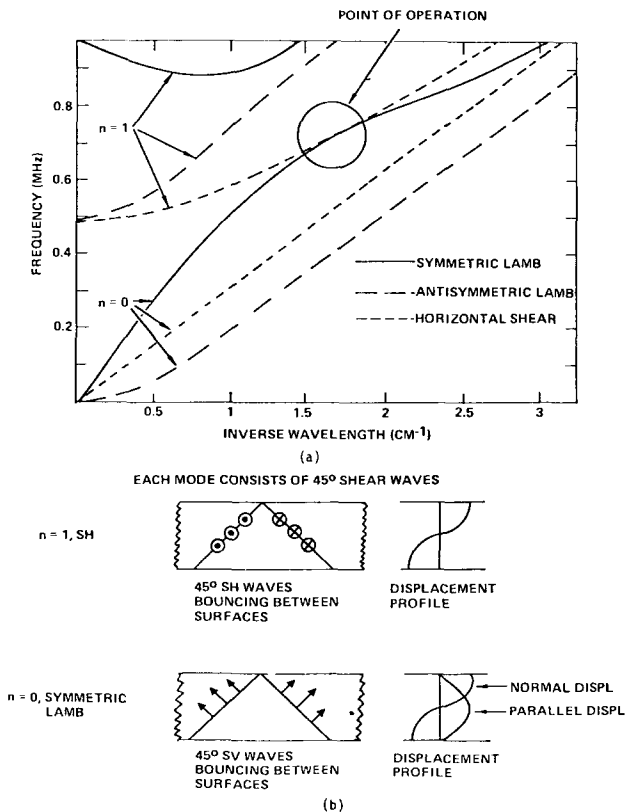 POINT OF OPERATION
FREQUENCY (MHz)
0.8
0.6
0.4
0.2
n = 1
n = 0
SYMMETRIC LAMB
ANTISYMMETRIC LAMB
HORIZONTAL SHEAR
0.5
1
1.5
2
2.5
3
INVERSE WAVELENGTH (CM-1)
(a)
EACH MODE CONSISTS OF 45° SHEAR WAVES
n = 1, SH
45° SH WAVES
BOUNCING BETWEEN
SURFACES
DISPLACEMENT
PROFILE
n = 0, SYMMETRIC
LAMB
45° SV WAVES
BOUNCING BETWEEN
SURFACES
NORMAL DISPL
PARALLEL DISPL
DISPLACEMENT
PROFILE
(b)